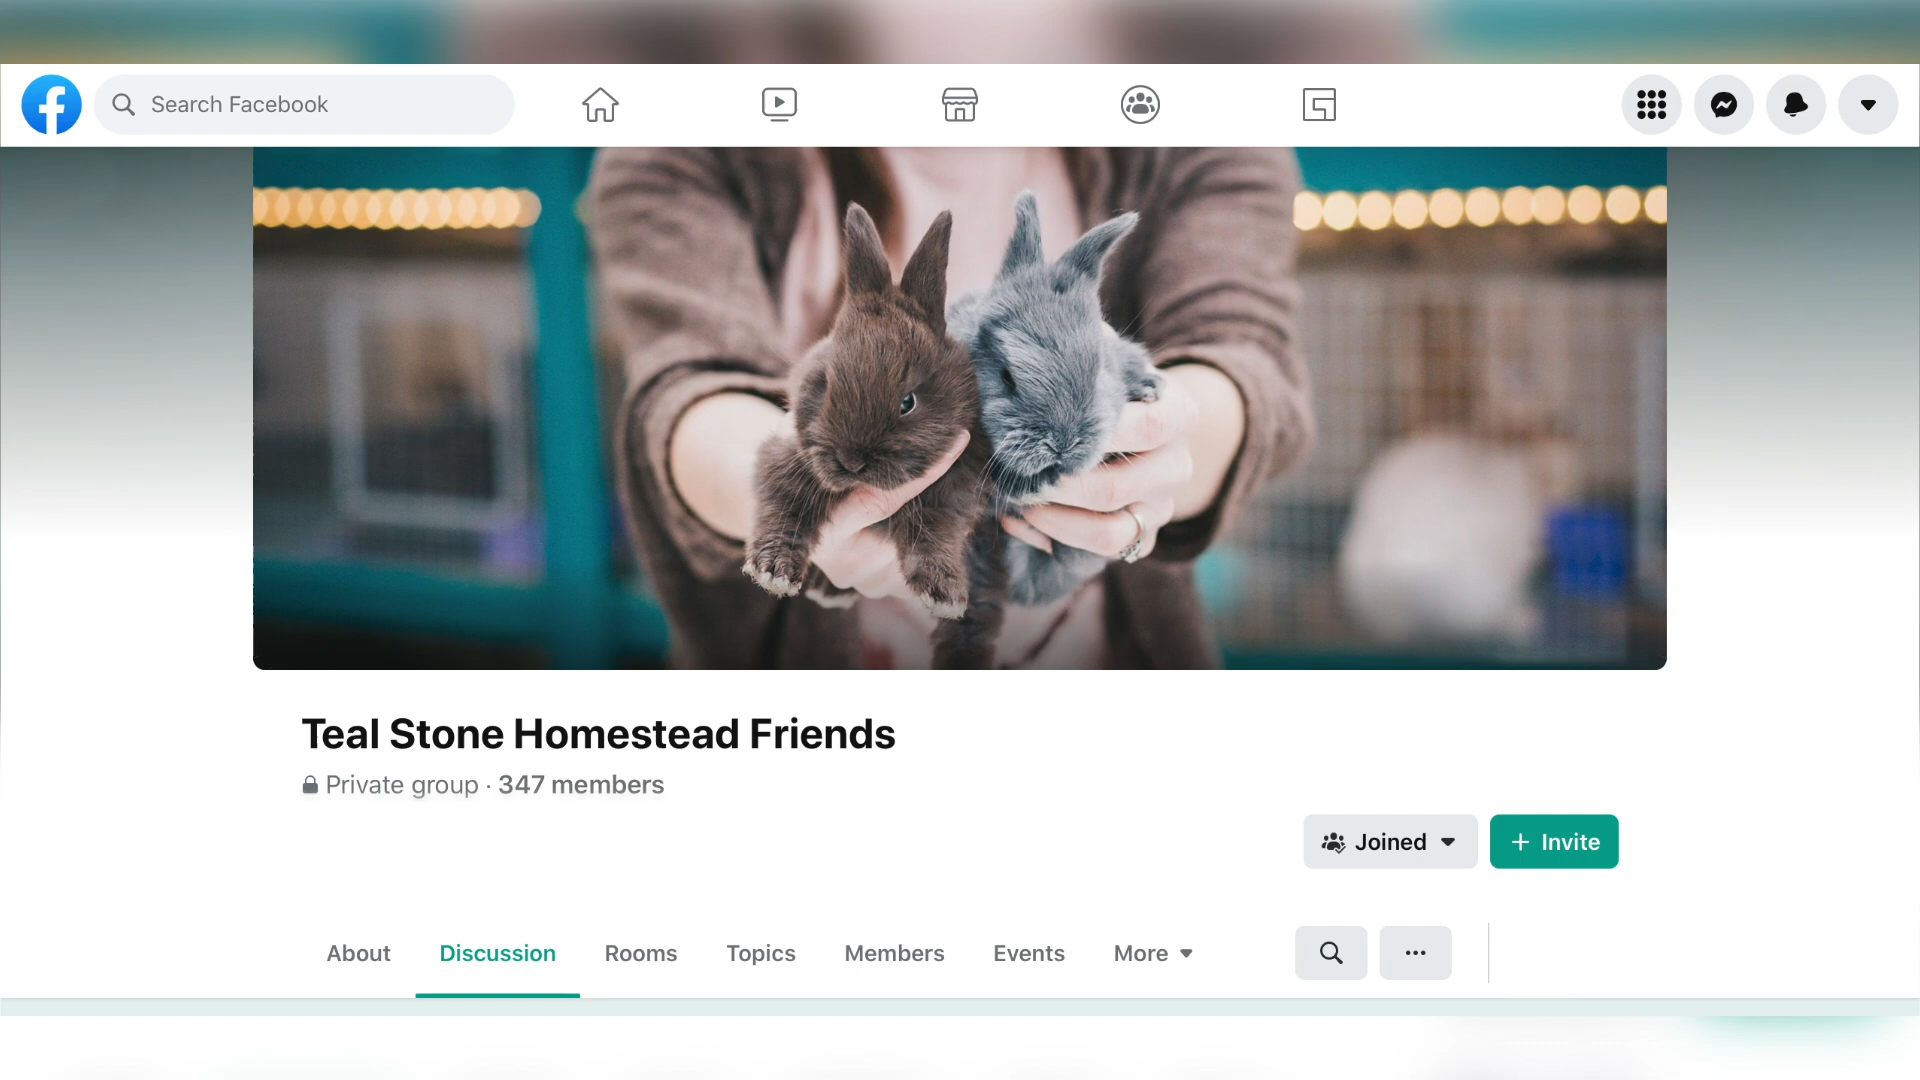 Search Facebook
Teal Stone Homestead Friends
Private group · 347 members
Joined
+ Invite
About Discussion Rooms Topics Members Events More